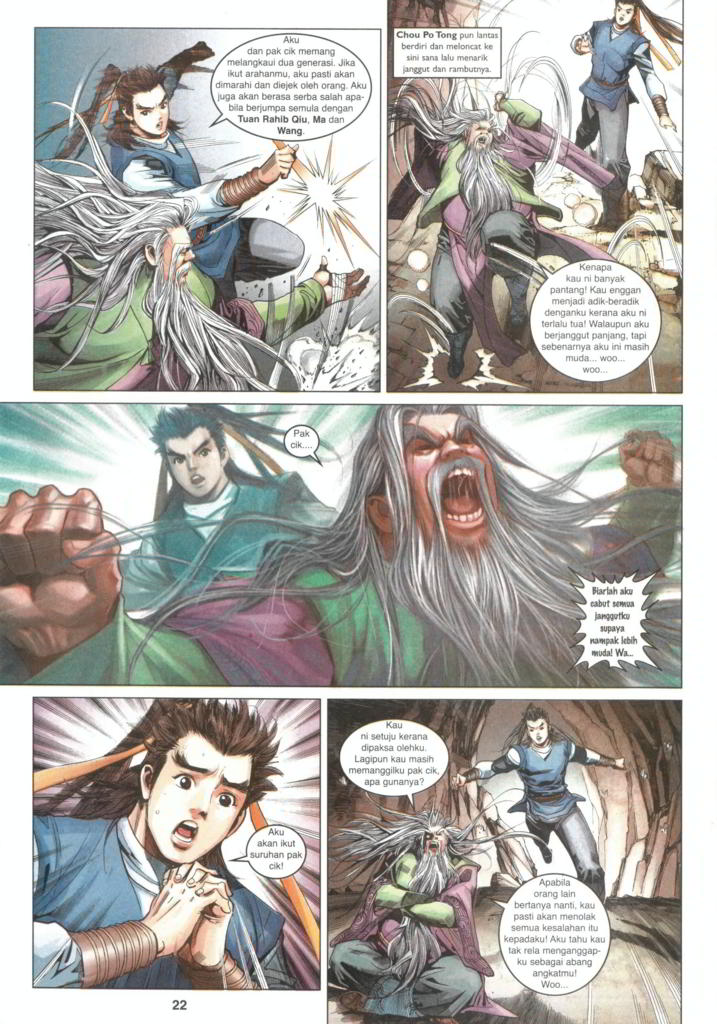 Aku
dan pak cik memang
melangkaui dua generasi. Jika
ikut arahanmu, aku pasti akan
dimarahi dan diejek oleh orang. Aku
juga akan berasa serba salah apa-
bila berjumpa semula dengan
Tuan Rahib Qiu, Ma dan
Wang.
Chou Po Tong pun lantas
berdiri dan meloncat ke
sini sana lalu menarik
janggut dan rambutnya.
Kenapa
kau ni banyak
pantang! Kau enggan
menjadi adik-beradik
denganku kerana aku ni
terlalu tua! Walaupun aku
berjanggut panjang, tapi
sebenarnya aku ini masih
muda... woo...
woo...
Pak
cik....
Biarlah aku
cabut semua
janggutku
supaya
nampak lebih
muda! Wa...
Aku
akan ikut
suruhan pak
cik!
Kau
ni setuju kerana
dipaksa olehku.
Lagipun kau masih
memanggilku pak cik,
apa gunanya?
Apabila
orang lain
bertanya nanti, kau
pasti akan menolak
semua kesalahan itu
kepadaku! Aku tahu kau
tak rela menganggap-
ku sebagai abang
angkatmu!
Woo...
22